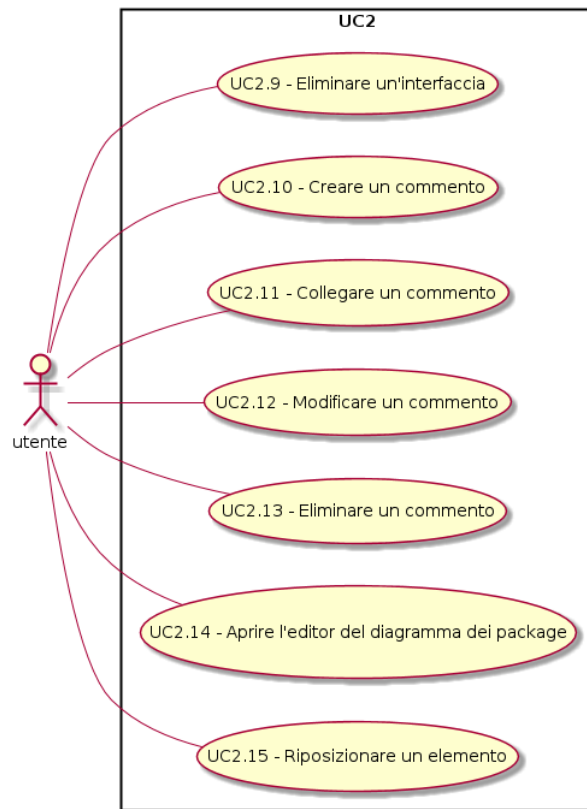 UC2
UC2.9 - Eliminare un'interfaccia
UC2.10 - Creare un commento
UC2.11 - Collegare un commento
UC2.12 - Modificare un commento
utente
UC2.13 - Eliminare un commento
UC2.14 - Aprire l'editor del diagramma dei package
UC2.15 - Riposizionare un elemento